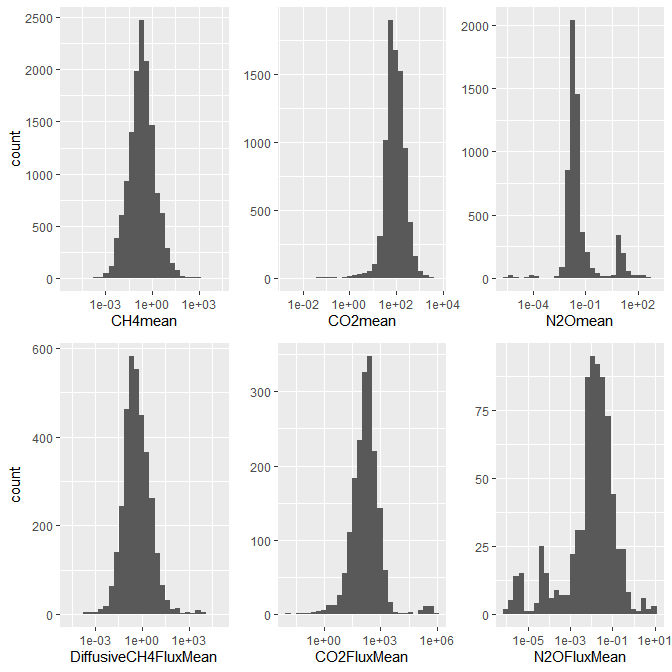 2500
2000
1500
1000
500
0
count
1e-03 1e+00 1e+03
CH4mean
1500
1000
500
0
1e-02 1e+00 1e+02 1e+04
CO2mean
2000
1500
1000
500
0
1e-04 1e-01 1e+02
N2Omean
600
400
200
0
count
1e-03 1e+00 1e+03
DiffusiveCH4FluxMean
300
200
100
0
1e+00 1e+03 1e+06
CO2FluxMean
75
50
25
0
1e-05 1e-03 1e-01 1e+01
N2OFluxMean